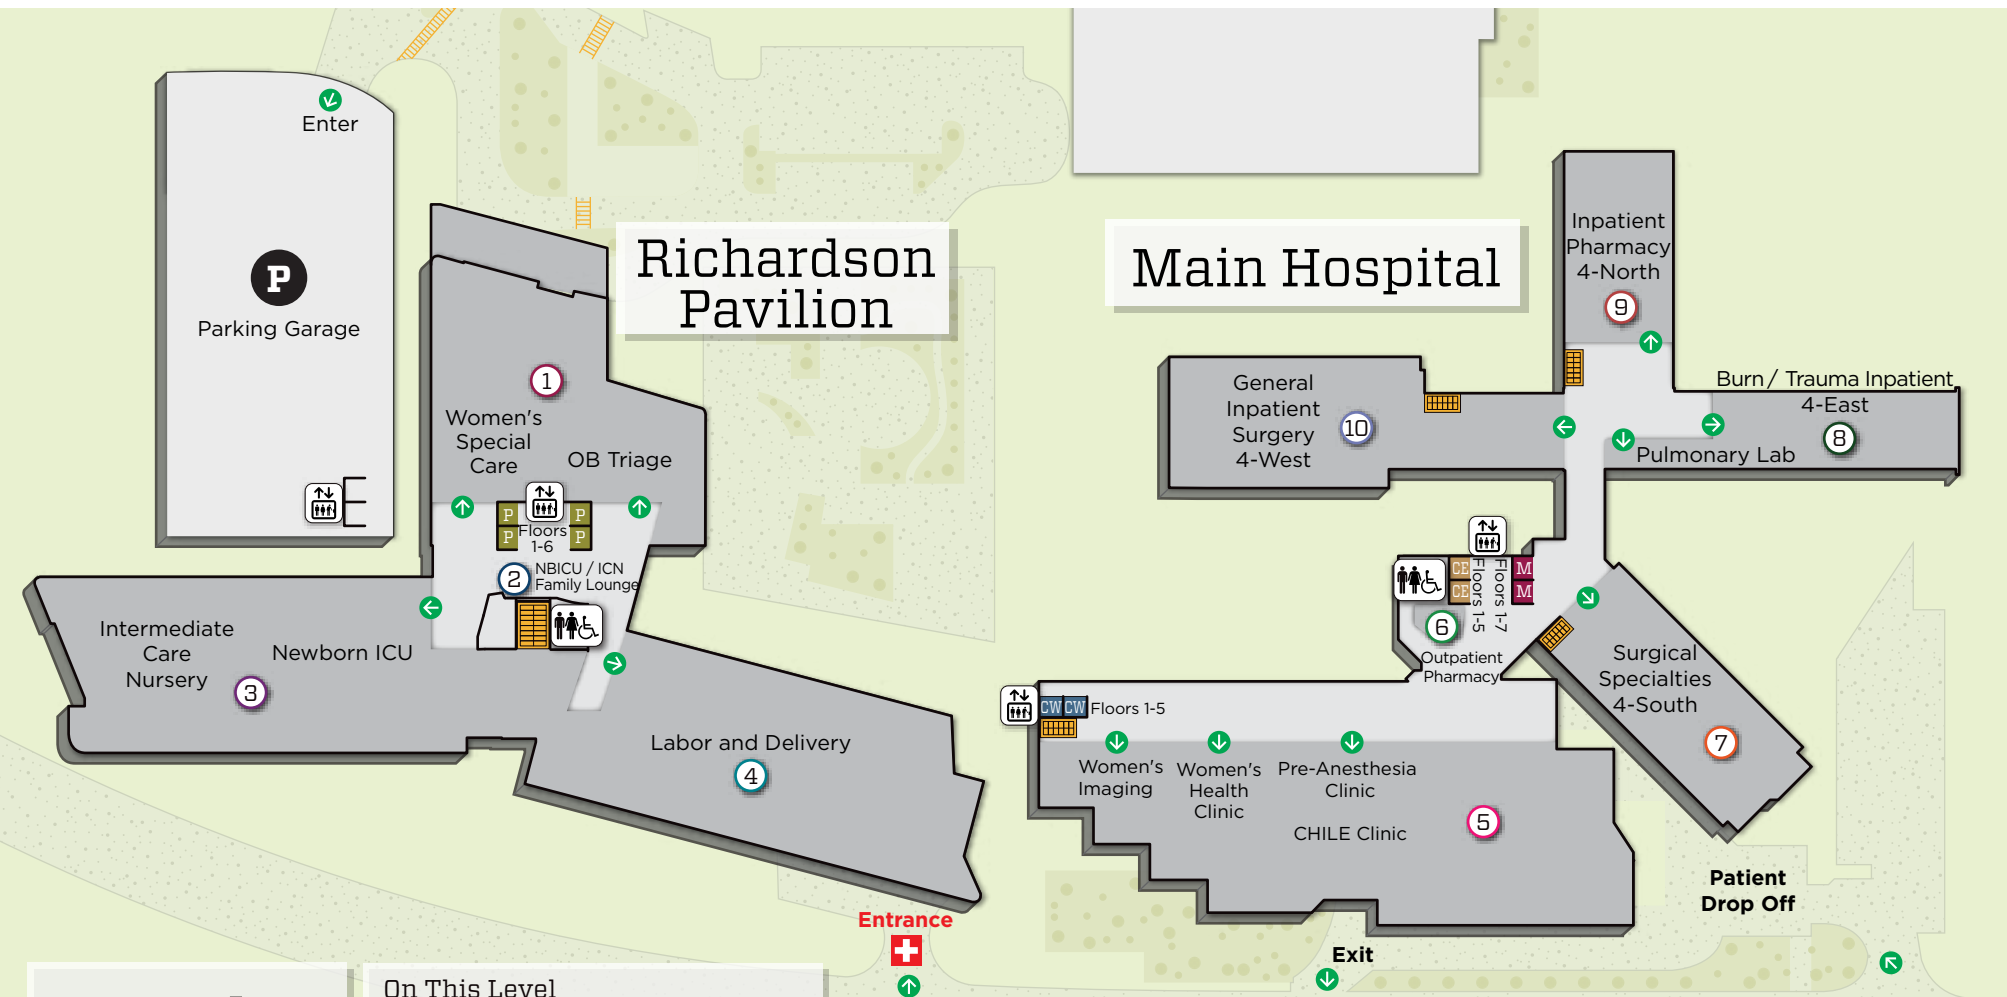 Enter
P
Parking Garage
Richardson
Pavilion
Main Hospital
1
Women's
Special
Care
OB Triage
P
P
P
P
Floors
1-6
2
NBICU / ICN
Family Lounge
Intermediate
Care
Nursery
3
Newborn ICU
Labor and Delivery
4
Inpatient
Pharmacy
4-North
9
General
Inpatient
Surgery
4-West
10
Burn / Trauma Inpatient
4-East
8
Pulmonary Lab
CE
CE
Floors 1-5
Floors 1-7
M
M
6
Outpatient
Pharmacy
Surgical
Specialties
4-South
7
CW CW Floors 1-5
Women's
Imaging
Women's
Health
Clinic
Pre-Anesthesia
Clinic
CHILE Clinic
5
Patient
Drop Off
Entrance
Exit
On This Level